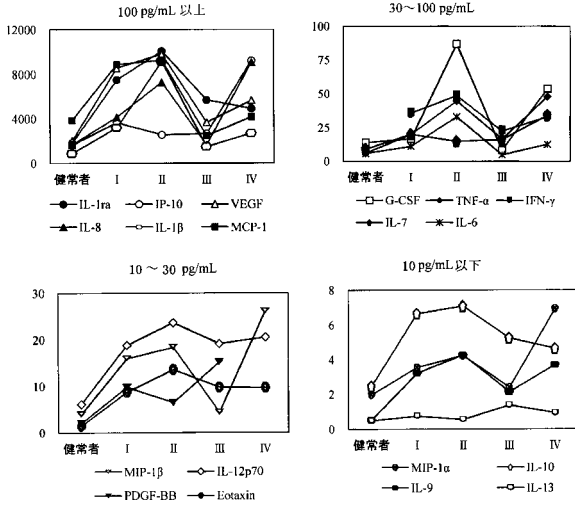 100 pg/mL 以上
12000
8000
4000
0
健常者 I II III IV
IL-1ra IP-10 VEGF
IL-8 IL-1β MCP-1
30～100 pg/mL
100
75
50
25
0
健常者 I II III IV
G-CSF TNF-α IFN-γ
IL-7 IL-6
10 ～ 30 pg/mL
30
20
10
0
健常者 I II III IV
MIP-1β IL-12p70
PDGF-BB Eotaxin
10 pg/mL以下
8
6
4
2
0
健常者 I II III IV
MIP-1α IL-10
IL-9 IL-13